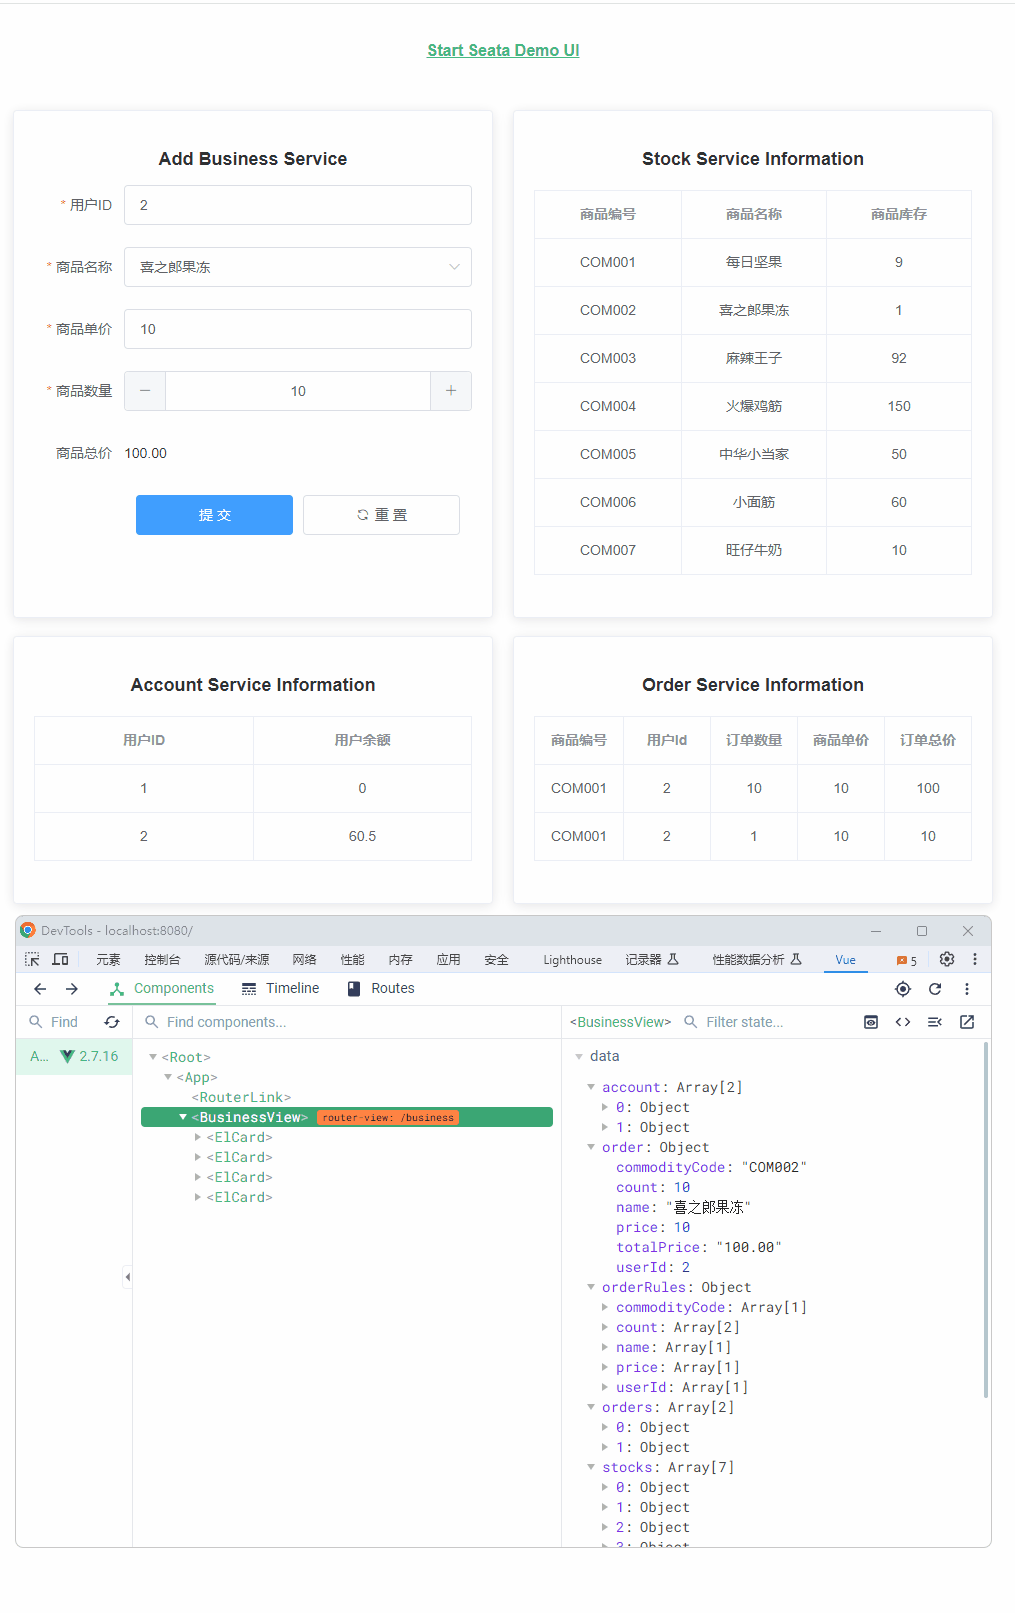 Start Seata Demo UI
Add Business Service
* 用户ID 2
* 商品名称 喜之郎果冻
* 商品单价 10
* 商品数量 － 10 +
商品总价 100.00
提 交 重 置
Stock Service Information
商品编号 商品名称 商品库存
COM001 每日坚果 9
COM002 喜之郎果冻 1
COM003 麻辣王子 92
COM004 火爆鸡筋 150
COM005 中华小当家 50
COM006 小面筋 60
COM007 旺仔牛奶 10
Account Service Information
用户ID 用户余额
1 0
2 60.5
Order Service Information
商品编号 用户Id 订单数量 商品单价 订单总价
COM001 2 10 10 100
COM001 2 1 10 10
DevTools - localhost:8080/
元素 控制台 源代码/来源 网络 性能 内存 应用 安全 Lighthouse 记录器 性能数据分析 Vue 5
Components Timeline Routes
Find Find components... <BusinessView> Filter state...
A... 2.7.16
<Root>
<App>
<RouterLink>
<BusinessView> router-view: /business
<ElCard>
<ElCard>
<ElCard>
<ElCard>
data
account: Array[2]
0: Object
1: Object
order: Object
commodityCode: "COM002"
count: 10
name: "喜之郎果冻"
price: 10
totalPrice: "100.00"
userId: 2
orderRules: Object
commodityCode: Array[1]
count: Array[2]
name: Array[1]
price: Array[1]
userId: Array[1]
orders: Array[2]
0: Object
1: Object
stocks: Array[7]
0: Object
1: Object
2: Object
3: Object